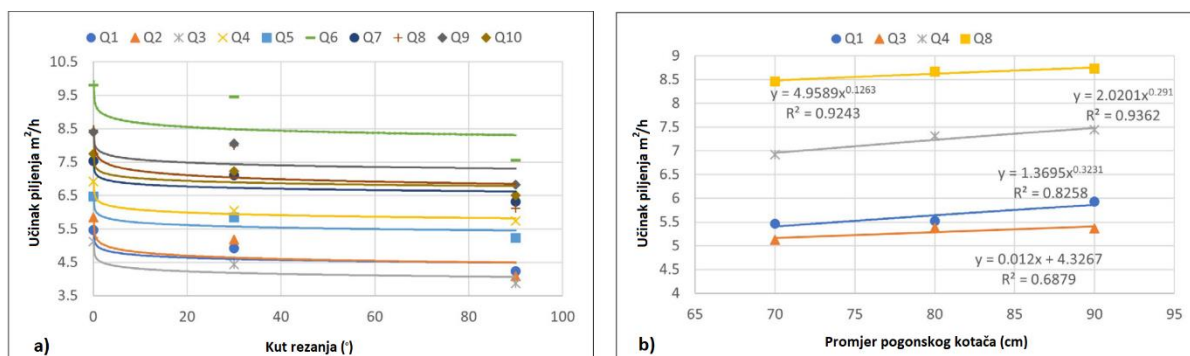 Q1 Q2 Q3 Q4 Q5 Q6 Q7 Q8 Q9 Q10
Učinak piljenja m²/h
10.5
9.5
8.5
7.5
6.5
5.5
4.5
3.5
0 20 40 60 80 100
a)
Kut rezanja (°)
Q1 Q3 Q4 Q8
Učinak piljenja m²/h
9
8.5
8
7.5
7
6.5
6
5.5
5
4.5
4
y = 4.9589x^0.1263
R² = 0.9243
y = 2.0201x^0.291
R² = 0.9362
y = 1.3695x^0.3231
R² = 0.8258
y = 0.012x + 4.3267
R² = 0.6879
65 70 75 80 85 90 95
b)
Promjer pogonskog kotača (cm)